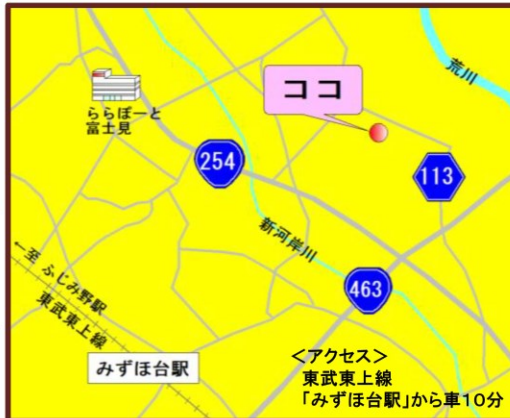 荒川
ココ
ららぽーと
富士見
254
113
新河岸川
463
←至 ふじみ野駅
東武東上線
みずほ台駅
<アクセス>
東武東上線
「みずほ台駅」から車10分